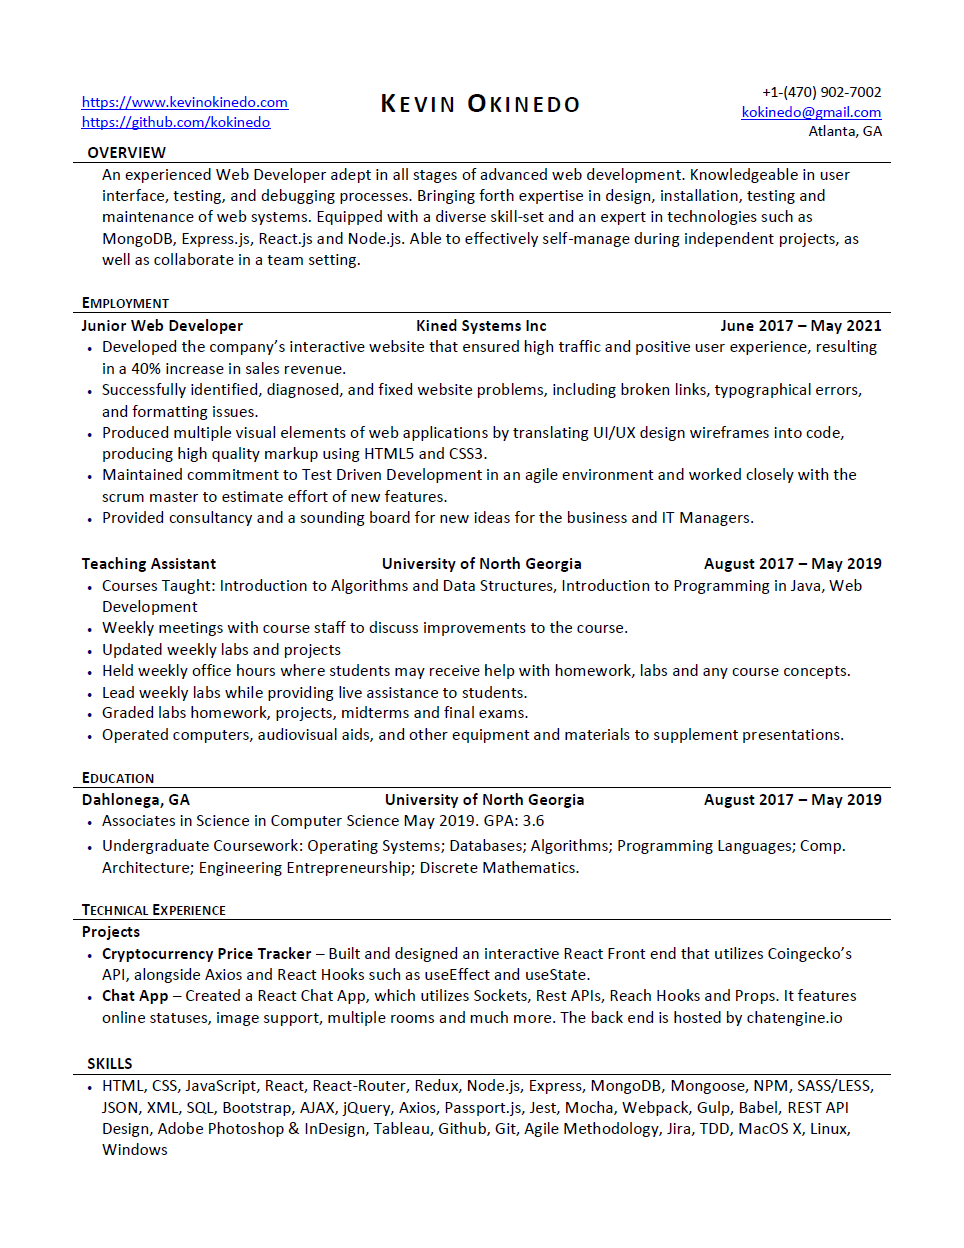 https://www.kevinokinedo.com
https://github.com/kokinedo
KEVIN OKINEDO
+1-(470) 902-7002
kokinedo@gmail.com
Atlanta, GA
OVERVIEW
An experienced Web Developer adept in all stages of advanced web development. Knowledgeable in user
interface, testing, and debugging processes. Bringing forth expertise in design, installation, testing and
maintenance of web systems. Equipped with a diverse skill-set and an expert in technologies such as
MongoDB, Express.js, React.js and Node.js. Able to effectively self-manage during independent projects, as
well as collaborate in a team setting.
EMPLOYMENT
Junior Web Developer Kined Systems Inc June 2017 – May 2021
• Developed the company’s interactive website that ensured high traffic and positive user experience, resulting
in a 40% increase in sales revenue.
• Successfully identified, diagnosed, and fixed website problems, including broken links, typographical errors,
and formatting issues.
• Produced multiple visual elements of web applications by translating UI/UX design wireframes into code,
producing high quality markup using HTML5 and CSS3.
• Maintained commitment to Test Driven Development in an agile environment and worked closely with the
scrum master to estimate effort of new features.
• Provided consultancy and a sounding board for new ideas for the business and IT Managers.
Teaching Assistant University of North Georgia August 2017 – May 2019
• Courses Taught: Introduction to Algorithms and Data Structures, Introduction to Programming in Java, Web
Development
• Weekly meetings with course staff to discuss improvements to the course.
• Updated weekly labs and projects
• Held weekly office hours where students may receive help with homework, labs and any course concepts.
• Lead weekly labs while providing live assistance to students.
• Graded labs homework, projects, midterms and final exams.
• Operated computers, audiovisual aids, and other equipment and materials to supplement presentations.
EDUCATION
Dahlonega, GA University of North Georgia August 2017 – May 2019
• Associates in Science in Computer Science May 2019. GPA: 3.6
• Undergraduate Coursework: Operating Systems; Databases; Algorithms; Programming Languages; Comp.
Architecture; Engineering Entrepreneurship; Discrete Mathematics.
TECHNICAL EXPERIENCE
Projects
• Cryptocurrency Price Tracker – Built and designed an interactive React Front end that utilizes Coingecko’s
API, alongside Axios and React Hooks such as useEffect and useState.
• Chat App – Created a React Chat App, which utilizes Sockets, Rest APIs, Reach Hooks and Props. It features
online statuses, image support, multiple rooms and much more. The back end is hosted by chatengine.io
SKILLS
• HTML, CSS, JavaScript, React, React-Router, Redux, Node.js, Express, MongoDB, Mongoose, NPM, SASS/LESS,
JSON, XML, SQL, Bootstrap, AJAX, jQuery, Axios, Passport.js, Jest, Mocha, Webpack, Gulp, Babel, REST API
Design, Adobe Photoshop & InDesign, Tableau, Github, Git, Agile Methodology, Jira, TDD, MacOS X, Linux,
Windows